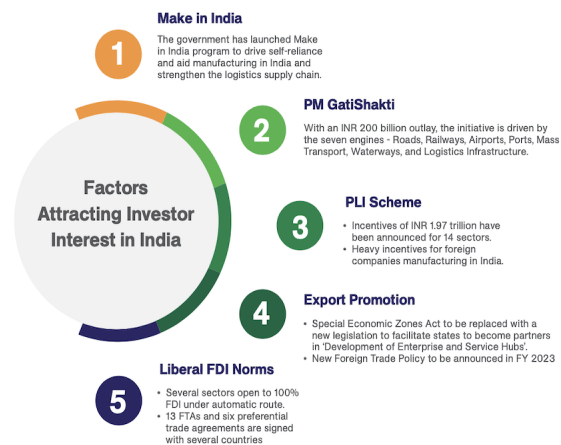 Factors
Attracting Investor
Interest in India
1
Make in India
The government has launched Make
in India program to drive self-reliance
and aid manufacturing in India and
strengthen the logistics supply chain.
2
PM GatiShakti
With an INR 200 billion outlay, the initiative is driven by
the seven engines - Roads, Railways, Airports, Ports, Mass
Transport, Waterways, and Logistics Infrastructure.
3
PLI Scheme
• Incentives of INR 1.97 trillion have
been announced for 14 sectors.
• Heavy incentives for foreign
companies manufacturing in India.
4
Export Promotion
• Special Economic Zones Act to be replaced with a
new legislation to facilitate states to become partners
in ‘Development of Enterprise and Service Hubs’.
• New Foreign Trade Policy to be announced in FY 2023
5
Liberal FDI Norms
• Several sectors open to 100%
FDI under automatic route.
• 13 FTAs and six preferential
trade agreements are signed
with several countries